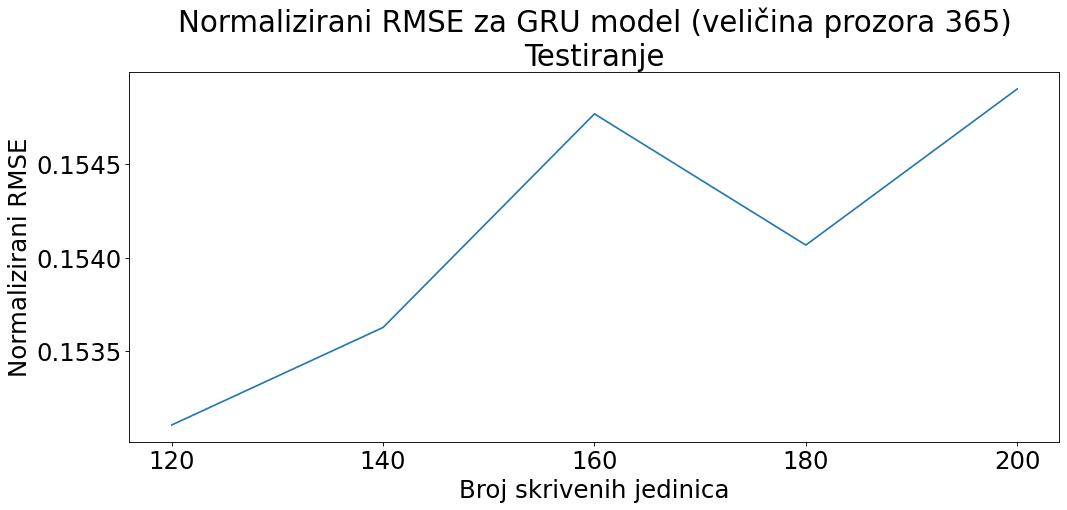 Normalizirani RMSE za GRU model (veličina prozora 365)
Testiranje
Normalizirani RMSE
0.1545
0.1540
0.1535
120 140 160 180 200
Broj skrivenih jedinica